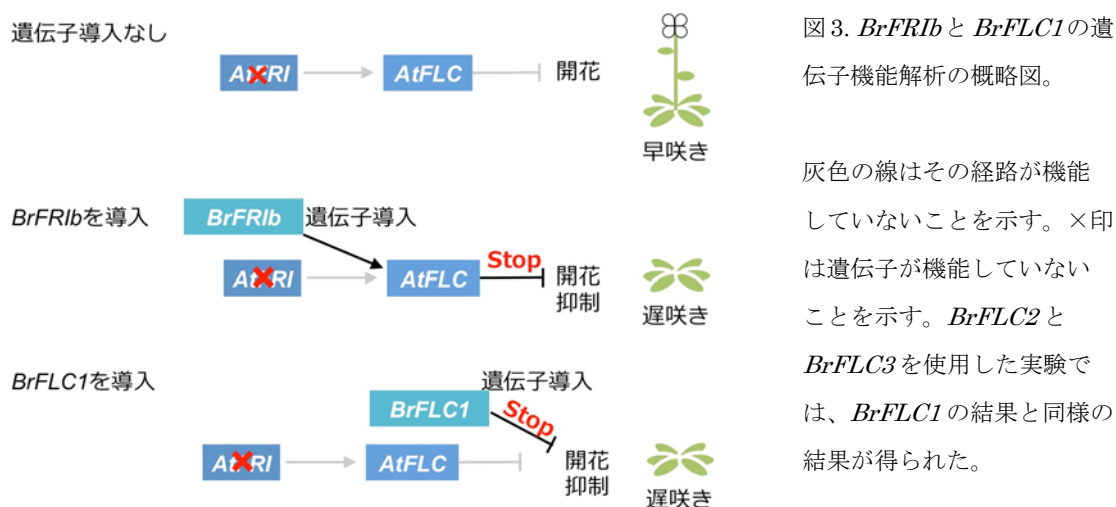 遺伝子導入なし
AtFRI
AtFLC
開花
早咲き
BrFRIbを導入
BrFRIb
遺伝子導入
AtFRI
AtFLC
Stop
開花
抑制
遅咲き
BrFLC1を導入
遺伝子導入
BrFLC1
Stop
AtFRI
AtFLC
開花
抑制
遅咲き
図3. BrFRIbとBrFLC1の遺
伝子機能解析の概略図。
灰色の線はその経路が機能
していないことを示す。×印
は遺伝子が機能していない
ことを示す。BrFLC2と
BrFLC3を使用した実験で
は、BrFLC1の結果と同様の
結果が得られた。